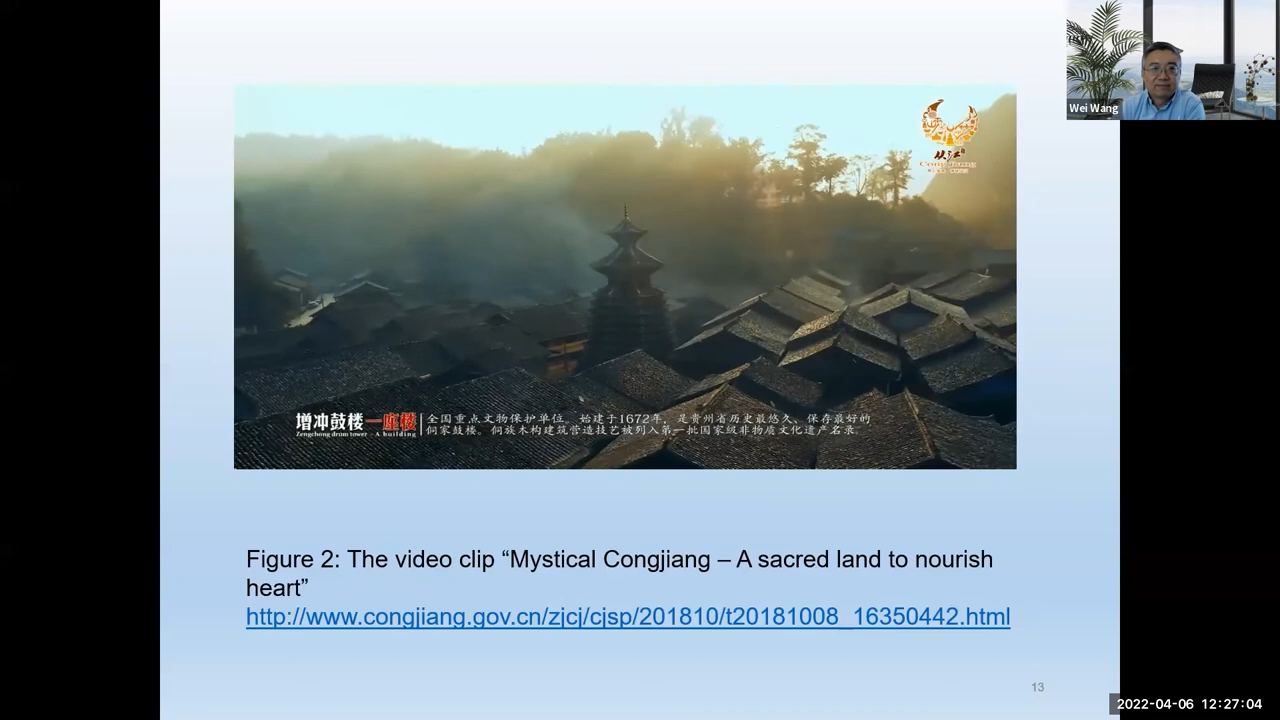 Wei Wang
从江
Congjiang
增冲鼓楼一座楼
Zengchong drum tower · A building
全国重点文物保护单位。始建于1672年，是贵州省历史最悠久、保存最好的
侗家鼓楼。侗族木构建筑营造技艺被列入第一批国家级非物质文化遗产名录。
Figure 2: The video clip “Mystical Congjiang – A sacred land to nourish
heart”
http://www.congjiang.gov.cn/zjcj/cjsp/201810/t20181008_16350442.html
13
2022-04-06 12:27:04